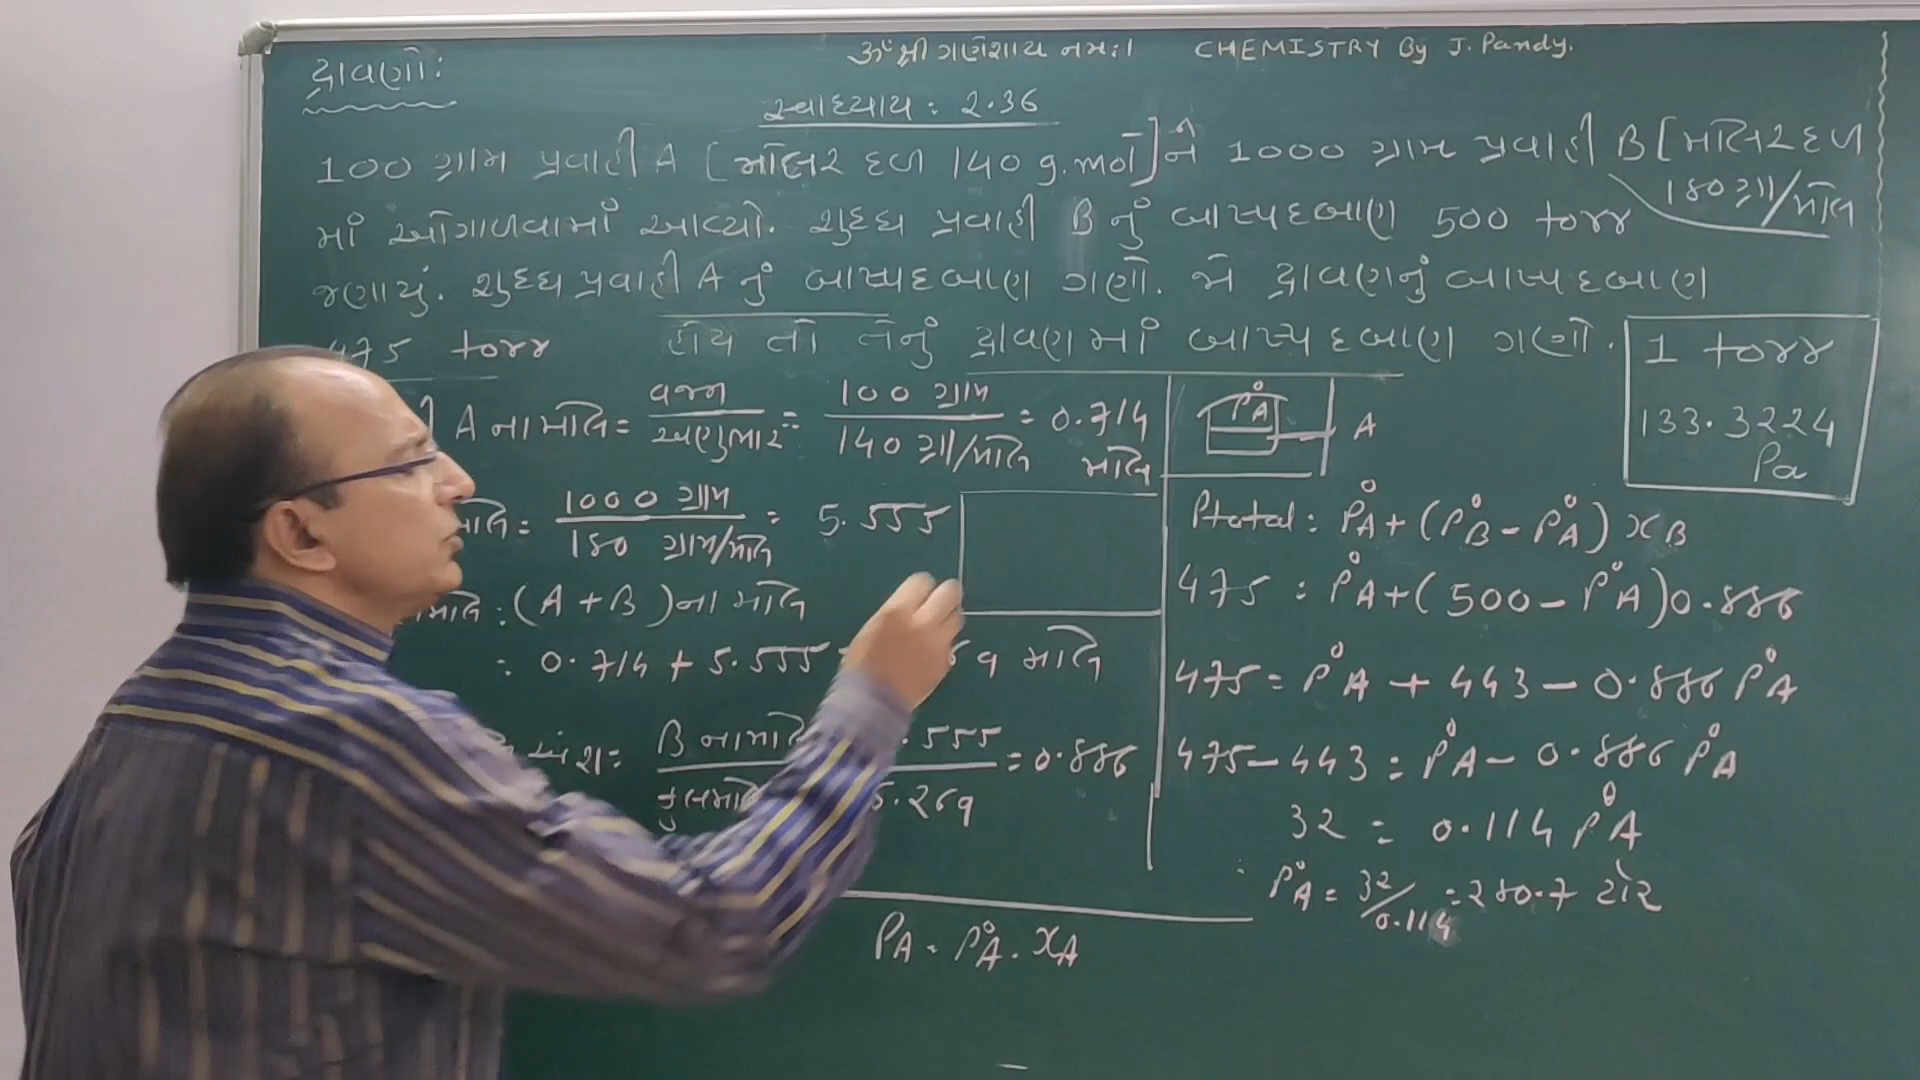 ૐ શ્રી ગણેશાય નમઃ। CHEMISTRY By J. Pandy.
દ્રાવણો:
સ્વાધ્યાય: 2.36
100 ગ્રામ પ્રવાહી A [મોલર દળ 140 g.mol]ને 1000 ગ્રામ પ્રવાહી B [મોલર દળ
180 ગ્રા/મોલ
માં ઓગાળવામાં આવ્યો. શુદ્ધ પ્રવાહી B નું બાષ્પદબાણ 500 torr
જણાયું. શુદ્ધ પ્રવાહી A નું બાષ્પદબાણ ગણો. જો દ્રાવણનું બાષ્પદબાણ
475 torr હોય તો તેનું દ્રાવણમાં બાષ્પદબાણ ગણો.
1 torr
133.3224
Pa
A ના મોલ = વજન / અણુભાર = 100 ગ્રામ / 140 ગ્રા/મોલ = 0.714 મોલ
મોલ = 1000 ગ્રામ / 180 ગ્રામ/મોલ = 5.555
મોલ : (A + B) ના મોલ
: 0.714 + 5.555 69 મોલ
અંશ = B ના મોલ / કુલ મોલ .555 / 6.269 = 0.886
P°A A
Ptotal : P°A + (P°B - P°A) xB
475 : P°A + (500 - P°A) 0.886
475 = P°A + 443 - 0.886 P°A
475 - 443 = P°A - 0.886 P°A
32 = 0.114 P°A
P°A = 32/0.114 = 280.7 ટોર
PA = P°A . xA